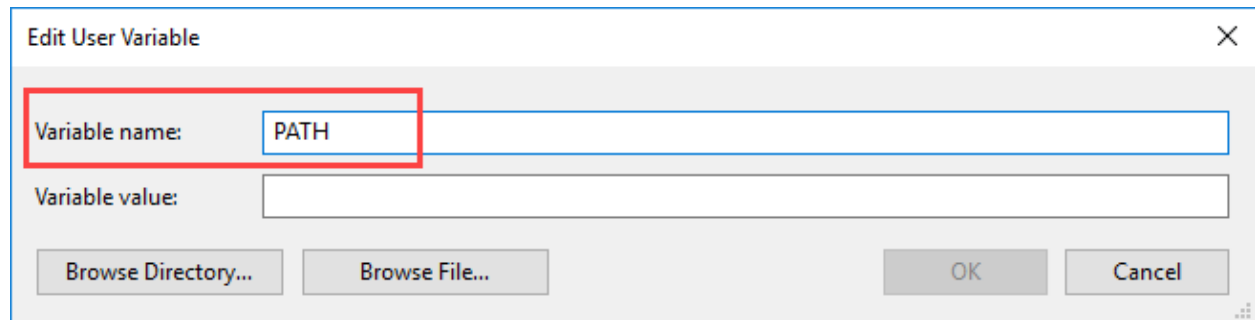 Edit User Variable
Variable name: PATH
Variable value:
Browse Directory... Browse File... OK Cancel